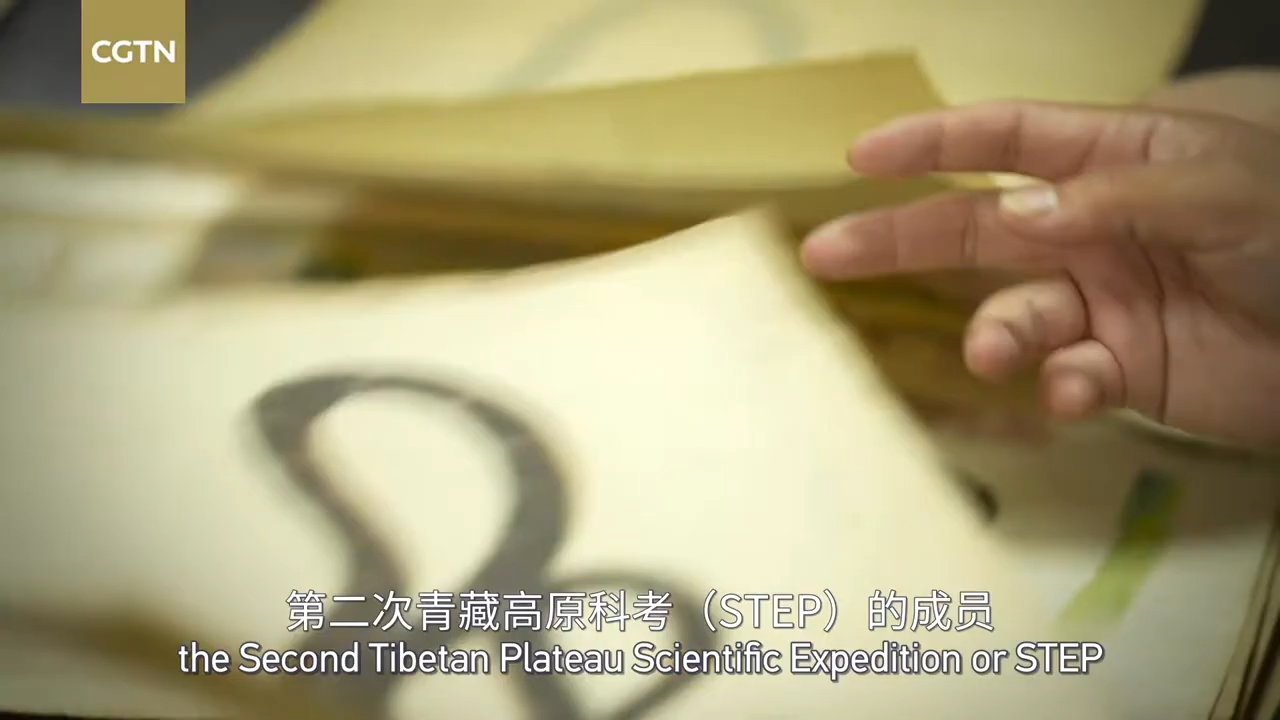 CGTN
第二次青藏高原科考（STEP）的成员
the Second Tibetan Plateau Scientific Expedition or STEP